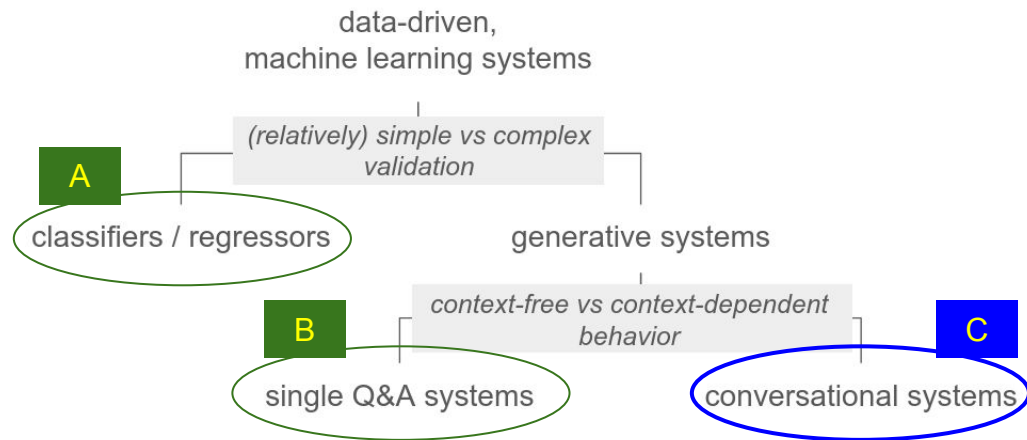 data-driven,
machine learning systems
(relatively) simple vs complex
validation
A
classifiers / regressors
generative systems
context-free vs context-dependent
behavior
B
C
single Q&A systems
conversational systems